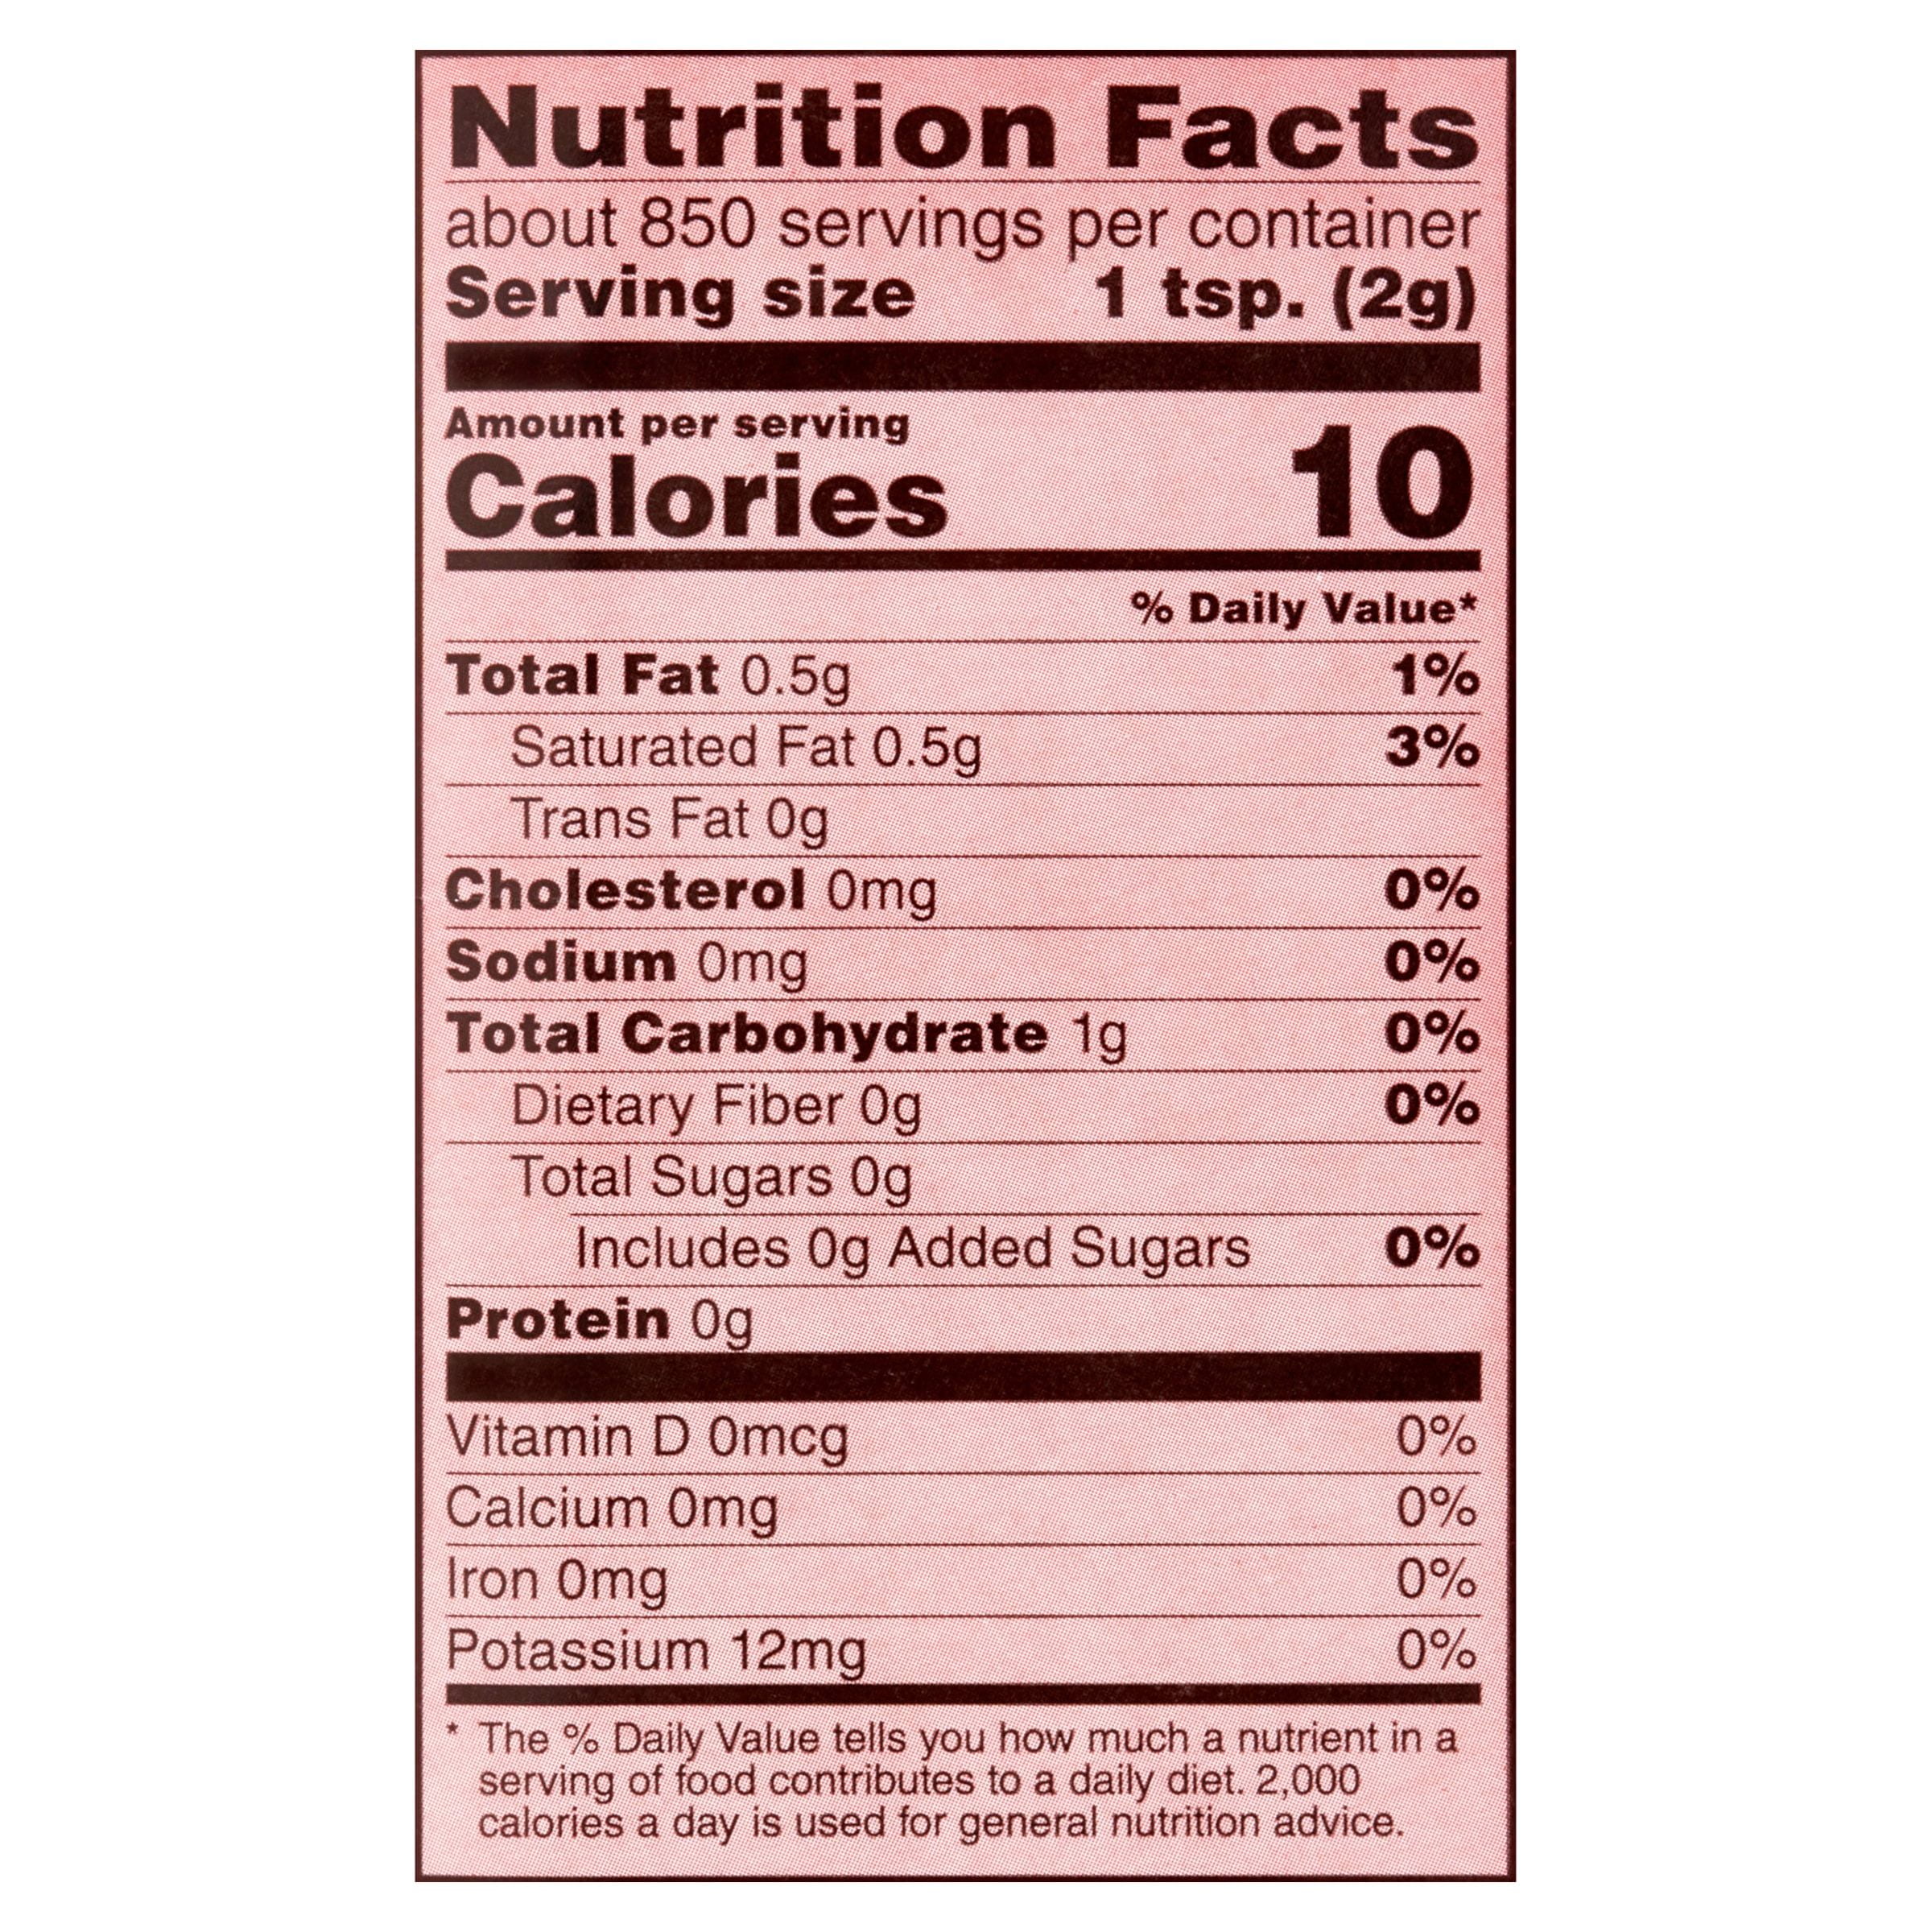 Nutrition Facts
about 850 servings per container
Serving size 1 tsp. (2g)
Amount per serving
Calories 10
% Daily Value*
Total Fat 0.5g 1%
Saturated Fat 0.5g 3%
Trans Fat 0g
Cholesterol 0mg 0%
Sodium 0mg 0%
Total Carbohydrate 1g 0%
Dietary Fiber 0g 0%
Total Sugars 0g
Includes 0g Added Sugars 0%
Protein 0g
Vitamin D 0mcg 0%
Calcium 0mg 0%
Iron 0mg 0%
Potassium 12mg 0%
* The % Daily Value tells you how much a nutrient in a
serving of food contributes to a daily diet. 2,000
calories a day is used for general nutrition advice.